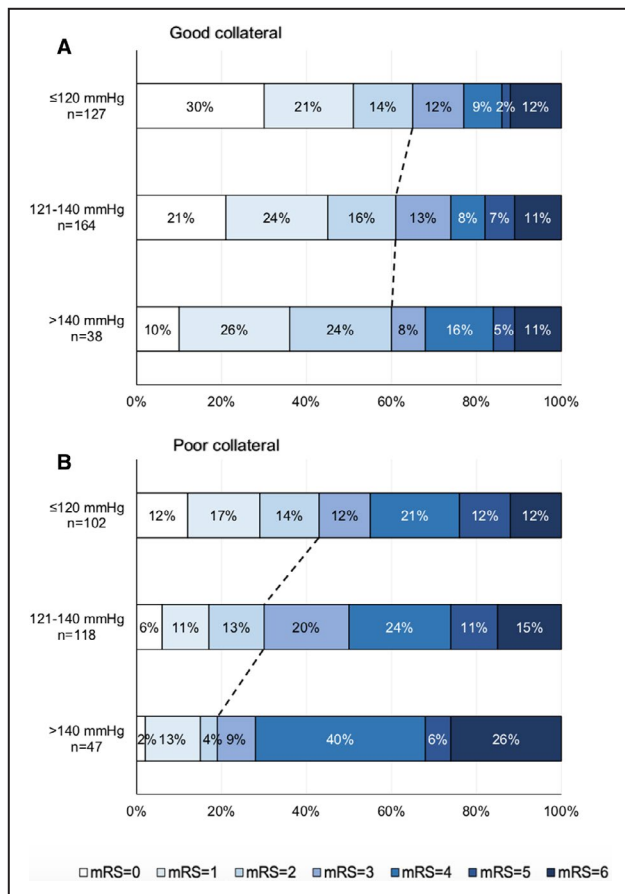 A
Good collateral
≤120 mmHg
n=127
30% 21% 14% 12% 9% 2% 12%
121-140 mmHg
n=164
21% 24% 16% 13% 8% 7% 11%
>140 mmHg
n=38
10% 26% 24% 8% 16% 5% 11%
0% 20% 40% 60% 80% 100%
B
Poor collateral
≤120 mmHg
n=102
12% 17% 14% 12% 21% 12% 12%
121-140 mmHg
n=118
6% 11% 13% 20% 24% 11% 15%
>140 mmHg
n=47
2% 13% 4% 9% 40% 6% 26%
0% 20% 40% 60% 80% 100%
mRS=0 mRS=1 mRS=2 mRS=3 mRS=4 mRS=5 mRS=6